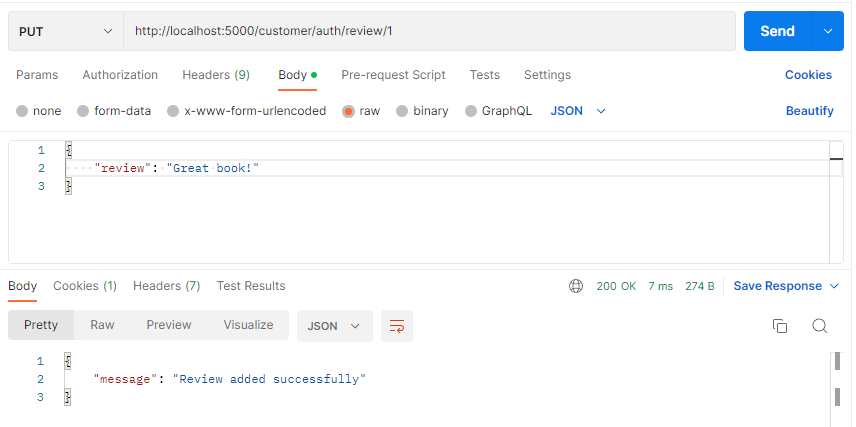 PUT http://localhost:5000/customer/auth/review/1 Send
Params Authorization Headers (9) Body Pre-request Script Tests Settings Cookies
none form-data x-www-form-urlencoded raw binary GraphQL JSON Beautify
1 {
2 "review": "Great book!"
3 }
Body Cookies (1) Headers (7) Test Results 200 OK 7 ms 274 B Save Response
Pretty Raw Preview Visualize JSON
1 {
2 "message": "Review added successfully"
3 }